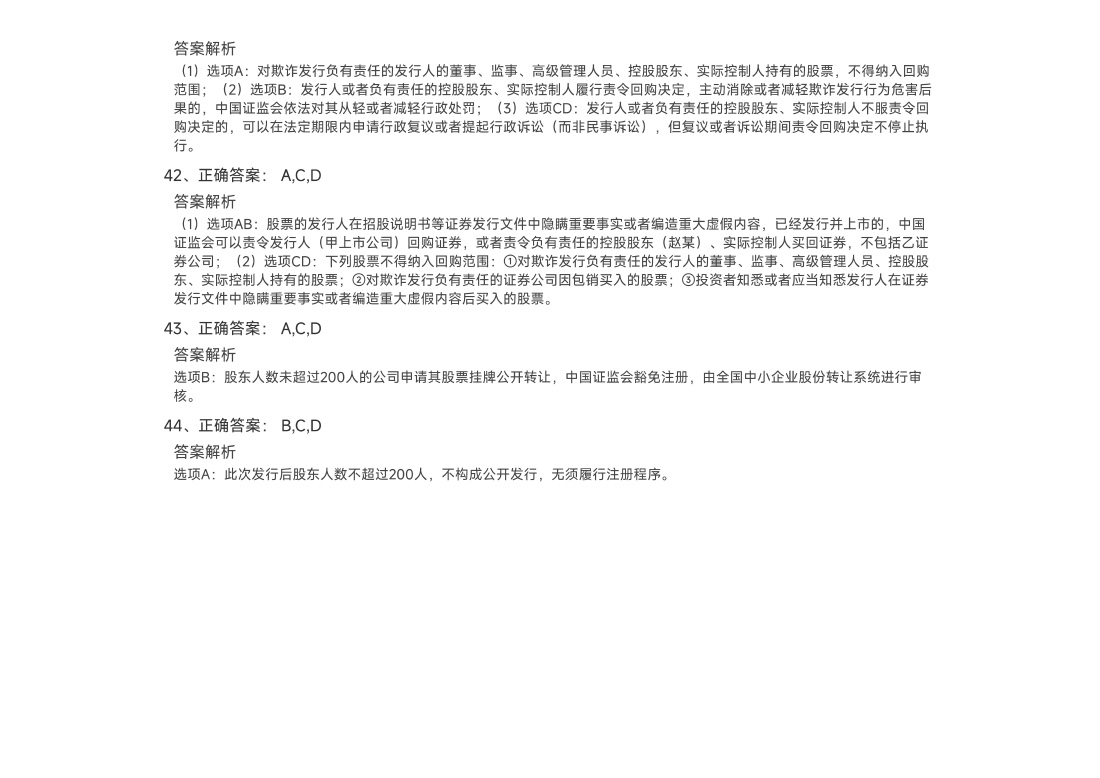 答案解析
（1）选项A：对欺诈发行负有责任的发行人的董事、监事、高级管理人员、控股股东、实际控制人持有的股票，不得纳入回购
范围；（2）选项B：发行人或者负有责任的控股股东、实际控制人履行责令回购决定，主动消除或者减轻欺诈发行行为危害后
果的，中国证监会依法对其从轻或者减轻行政处罚；（3）选项CD：发行人或者负有责任的控股股东、实际控制人不服责令回
购决定的，可以在法定期限内申请行政复议或者提起行政诉讼（而非民事诉讼），但复议或者诉讼期间责令回购决定不停止执
行。
42、正确答案： A,C,D
答案解析
（1）选项AB：股票的发行人在招股说明书等证券发行文件中隐瞒重要事实或者编造重大虚假内容，已经发行并上市的，中国
证监会可以责令发行人（甲上市公司）回购证券，或者责令负有责任的控股股东（赵某）、实际控制人买回证券，不包括乙证
券公司；（2）选项CD：下列股票不得纳入回购范围：①对欺诈发行负有责任的发行人的董事、监事、高级管理人员、控股股
东、实际控制人持有的股票；②对欺诈发行负有责任的证券公司因包销买入的股票；③投资者知悉或者应当知悉发行人在证券
发行文件中隐瞒重要事实或者编造重大虚假内容后买入的股票。
43、正确答案： A,C,D
答案解析
选项B：股东人数未超过200人的公司申请其股票挂牌公开转让，中国证监会豁免注册，由全国中小企业股份转让系统进行审
核。
44、正确答案： B,C,D
答案解析
选项A：此次发行后股东人数不超过200人，不构成公开发行，无须履行注册程序。